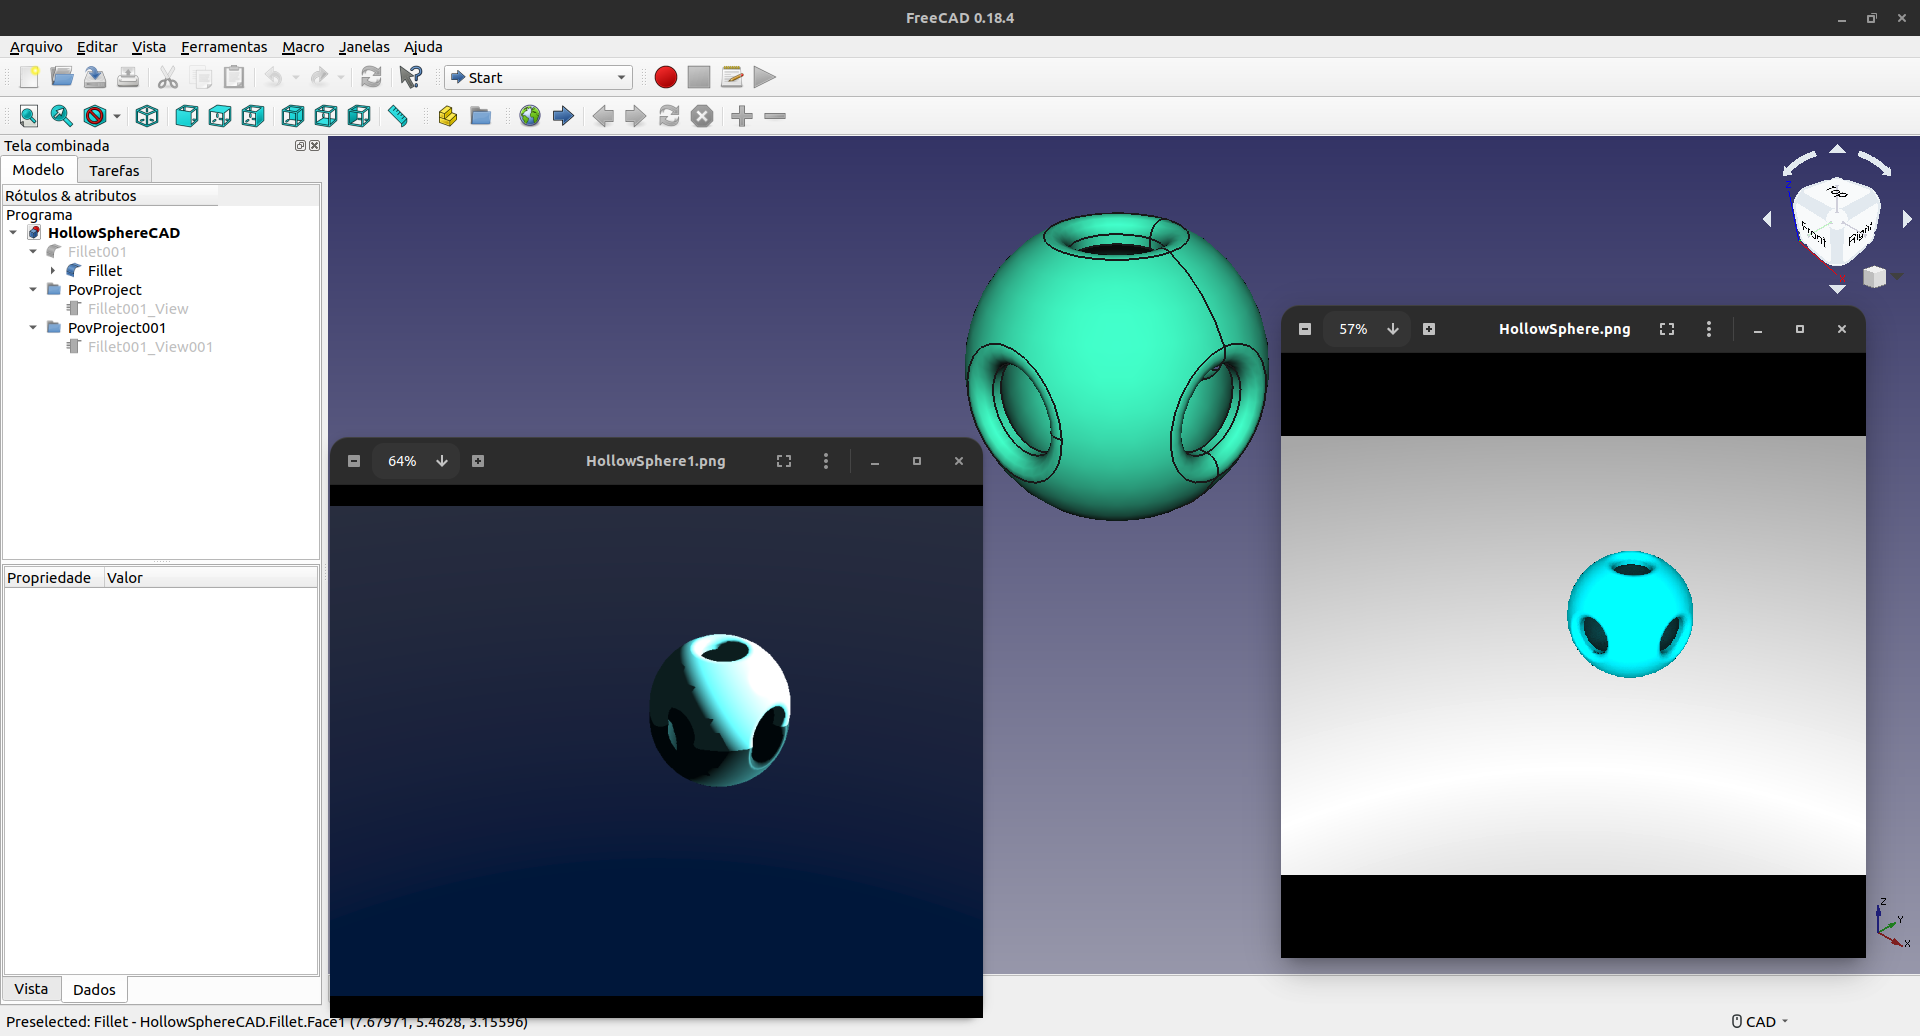 FreeCAD 0.18.4
Arquivo Editar Vista Ferramentas Macro Janelas Ajuda
Start
Tela combinada
Modelo Tarefas
Rótulos & atributos
Programa
HollowSphereCAD
Fillet001
Fillet
PovProject
Fillet001_View
PovProject001
Fillet001_View001
Propriedade Valor
Vista Dados
Preselected: Fillet - HollowSphereCAD.Fillet.Face1 (7.67971, 5.4628, 3.15596)
64% HollowSphere1.png
57% HollowSphere.png
Top
Front Right
Z
X
Z
Y
X
CAD